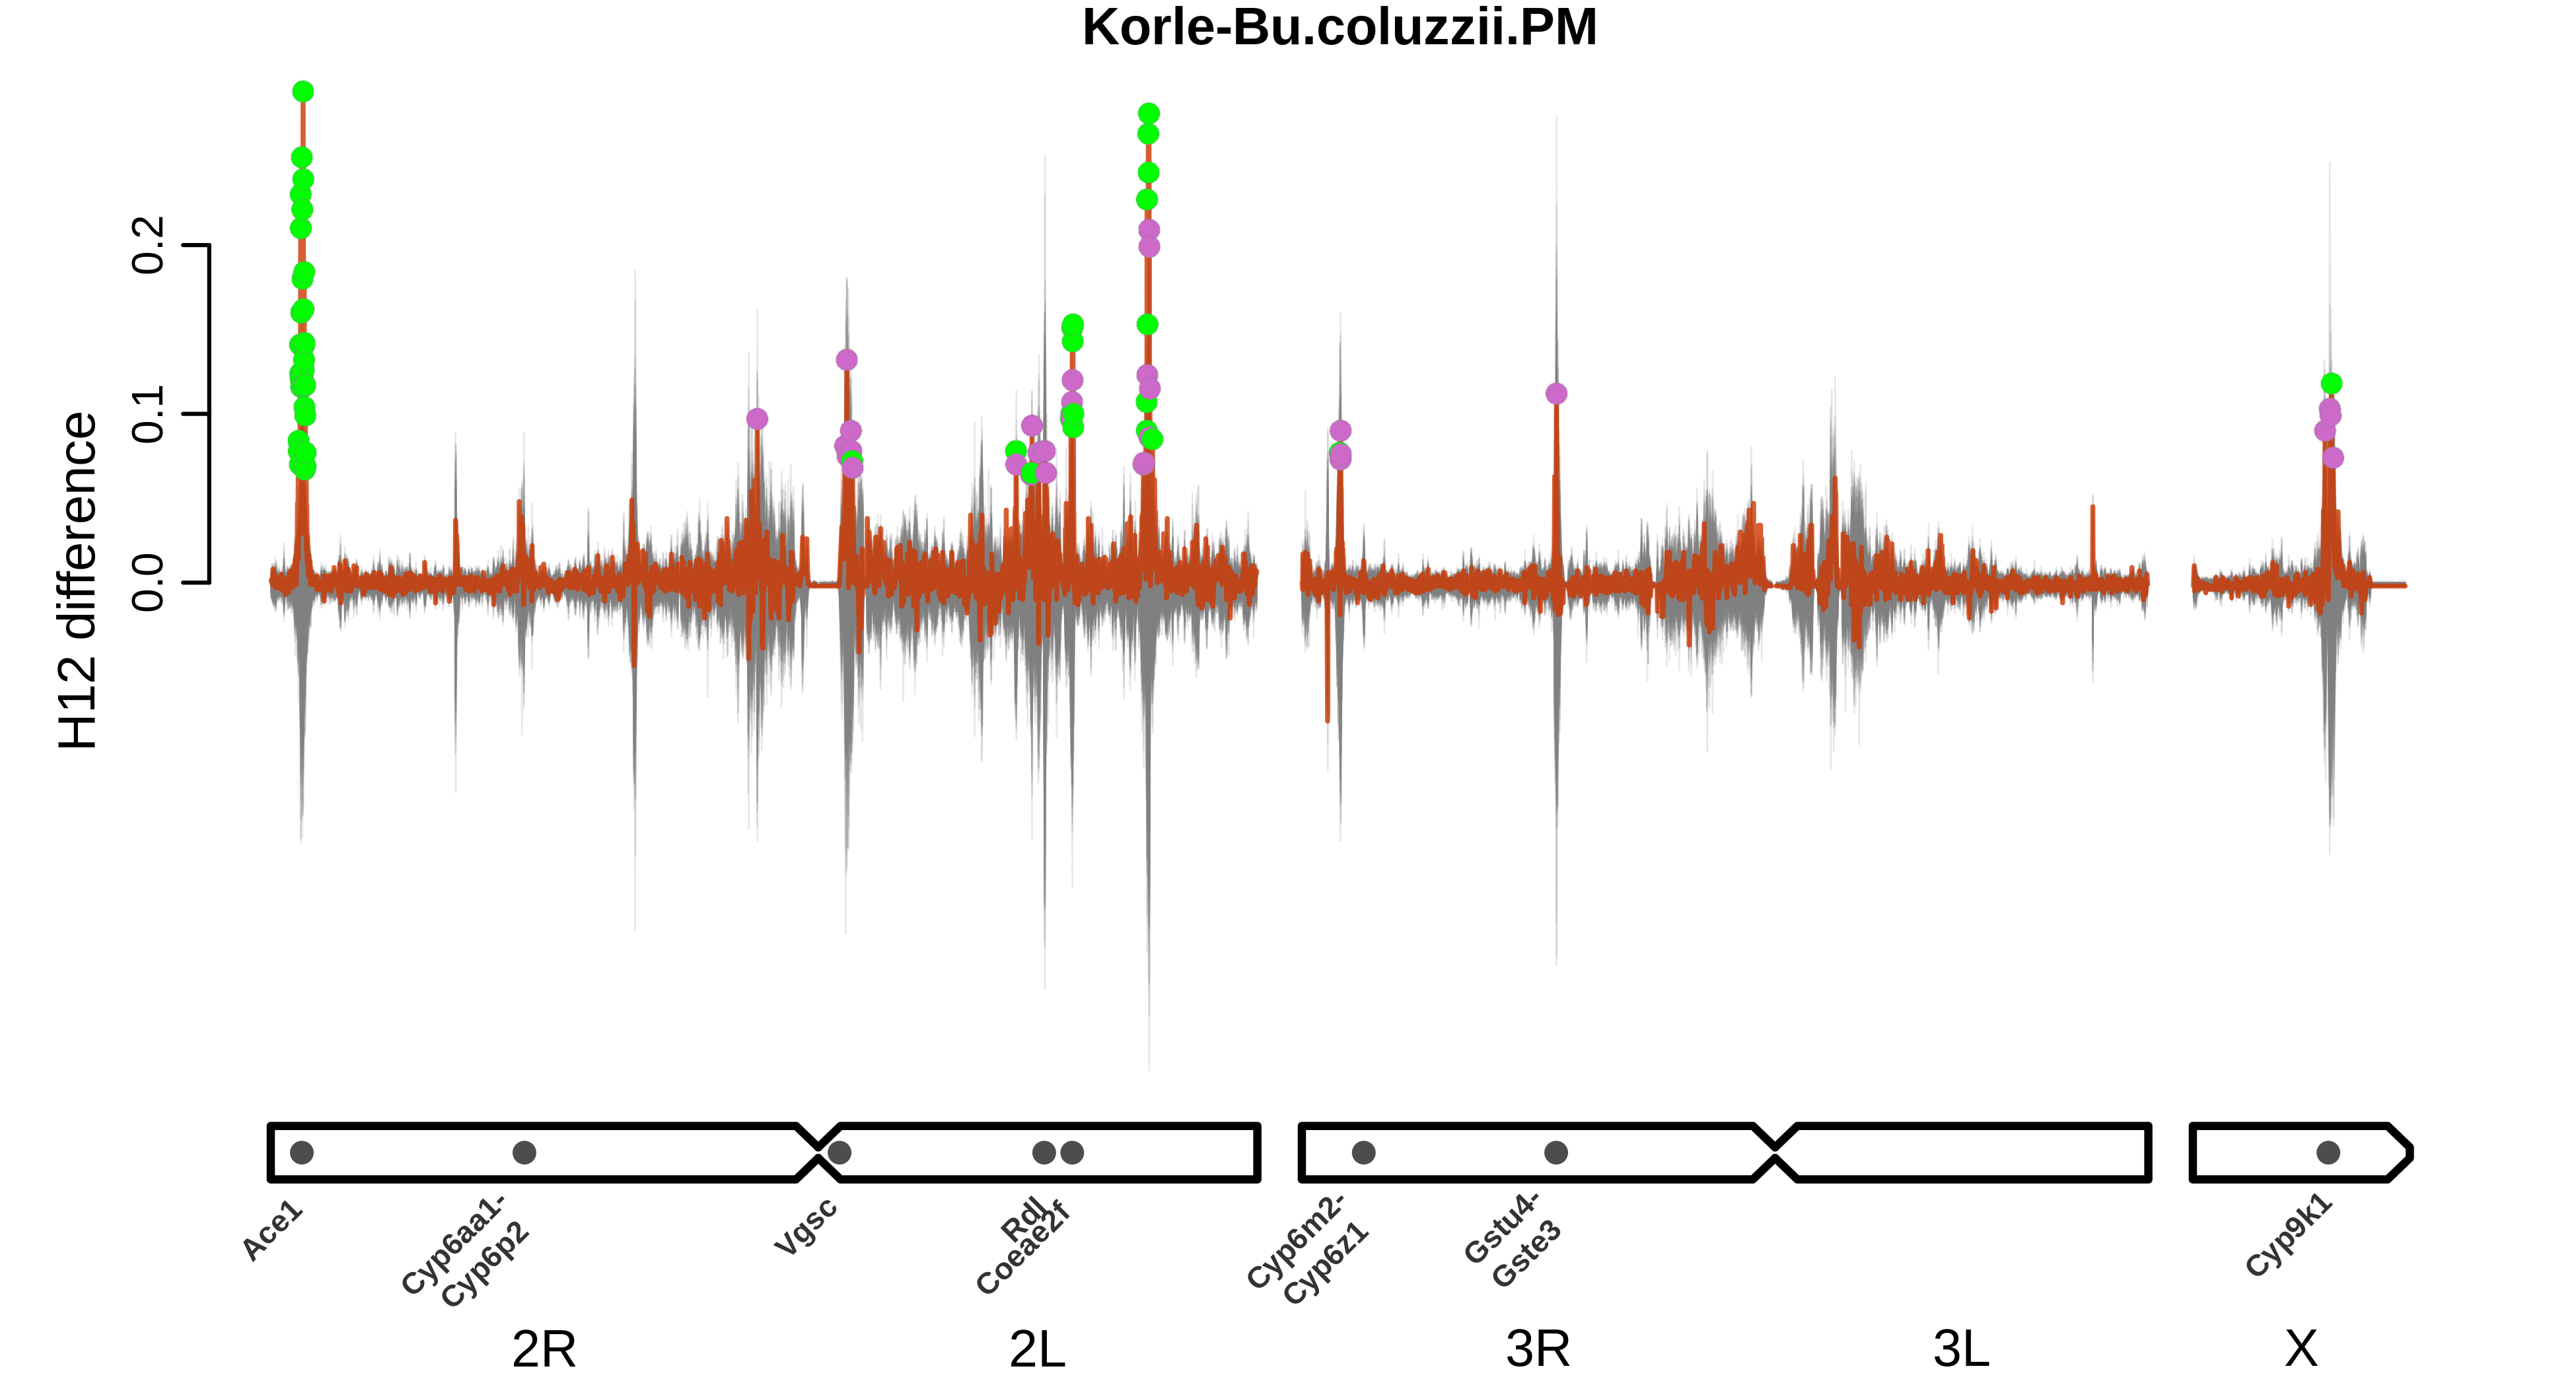 Korle-Bu.coluzzii.PM
H12 difference
0.2
0.1
0.0
Ace1
Cyp6aa1-
Cyp6p2
Vgsc
Rdl
Coeae2f
Cyp6m2-
Cyp6z1
Gstu4-
Gste3
Cyp9k1
2R
2L
3R
3L
X